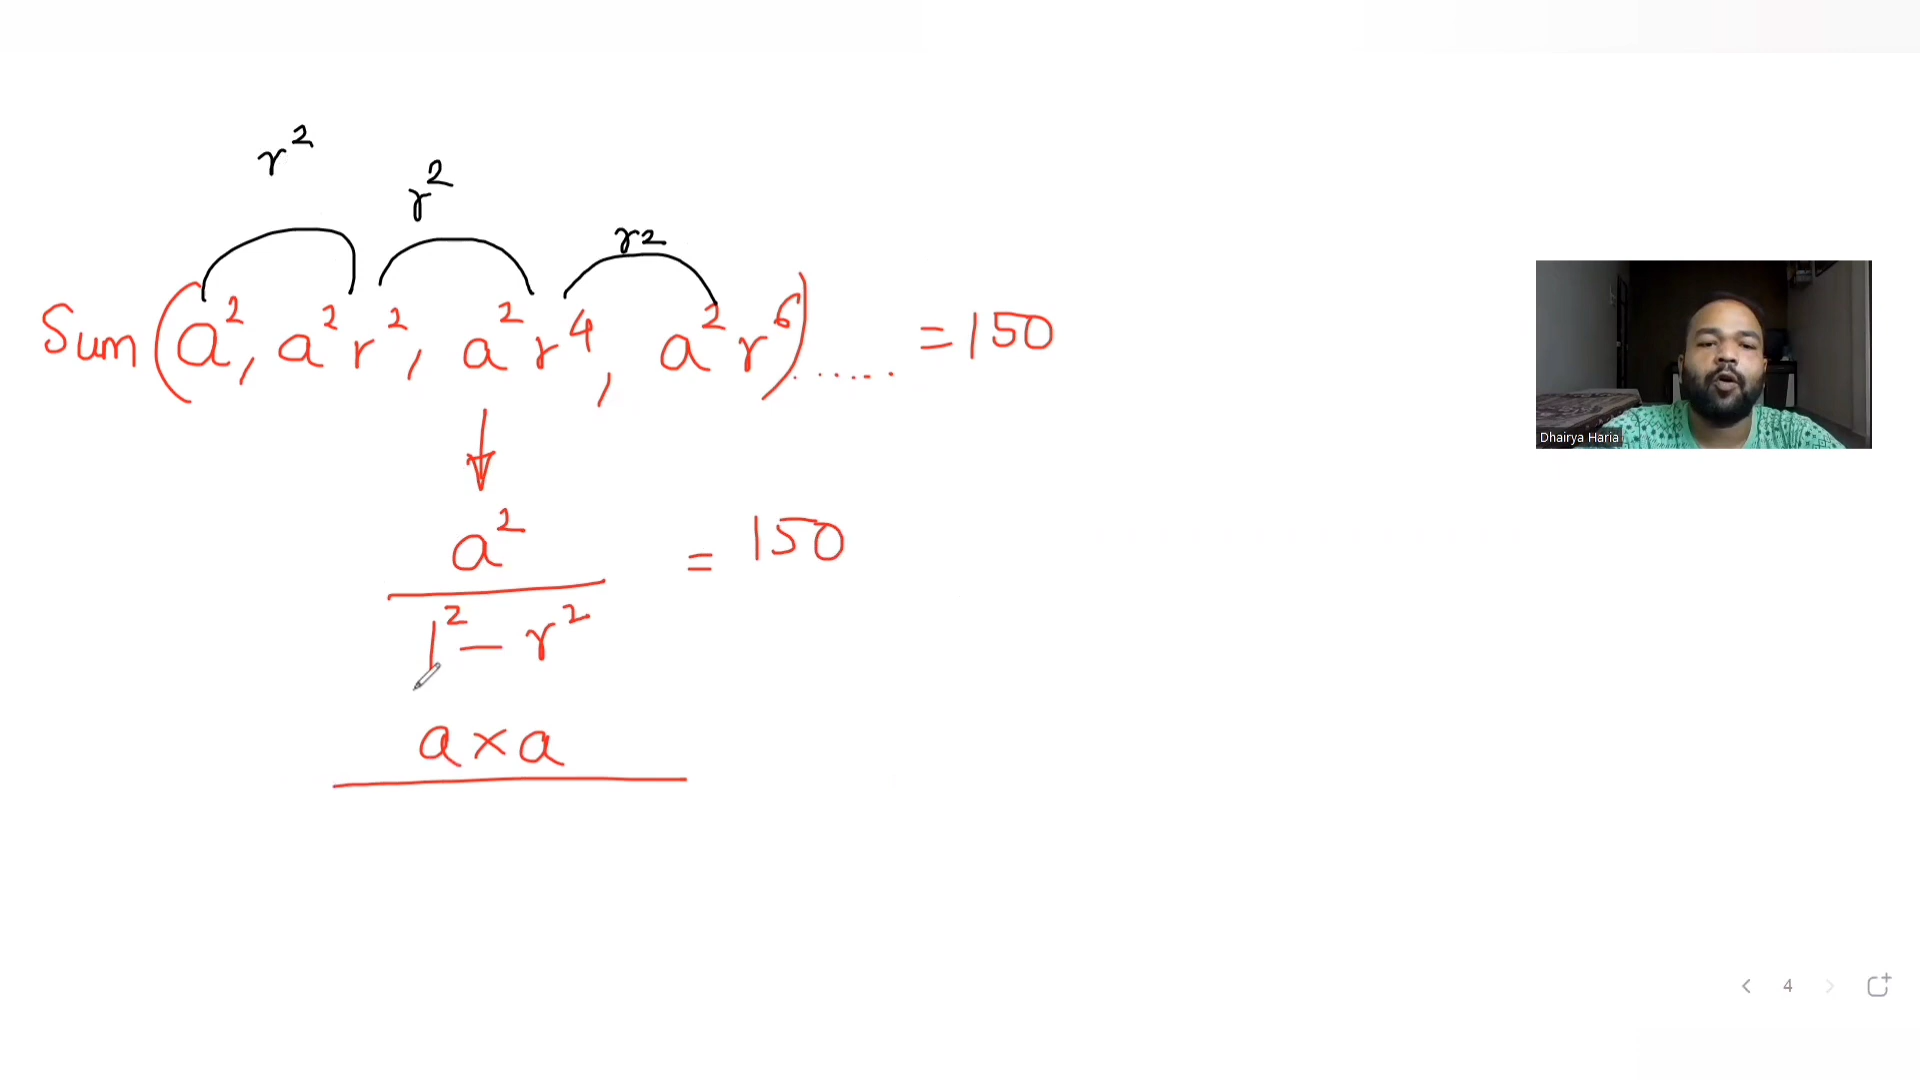 r²
r²
r2
Sum(a², a²r², a²r⁴, a²r⁶)...... = 150
a²
= 150
1² - r²
a × a
Dhairya Haria
4